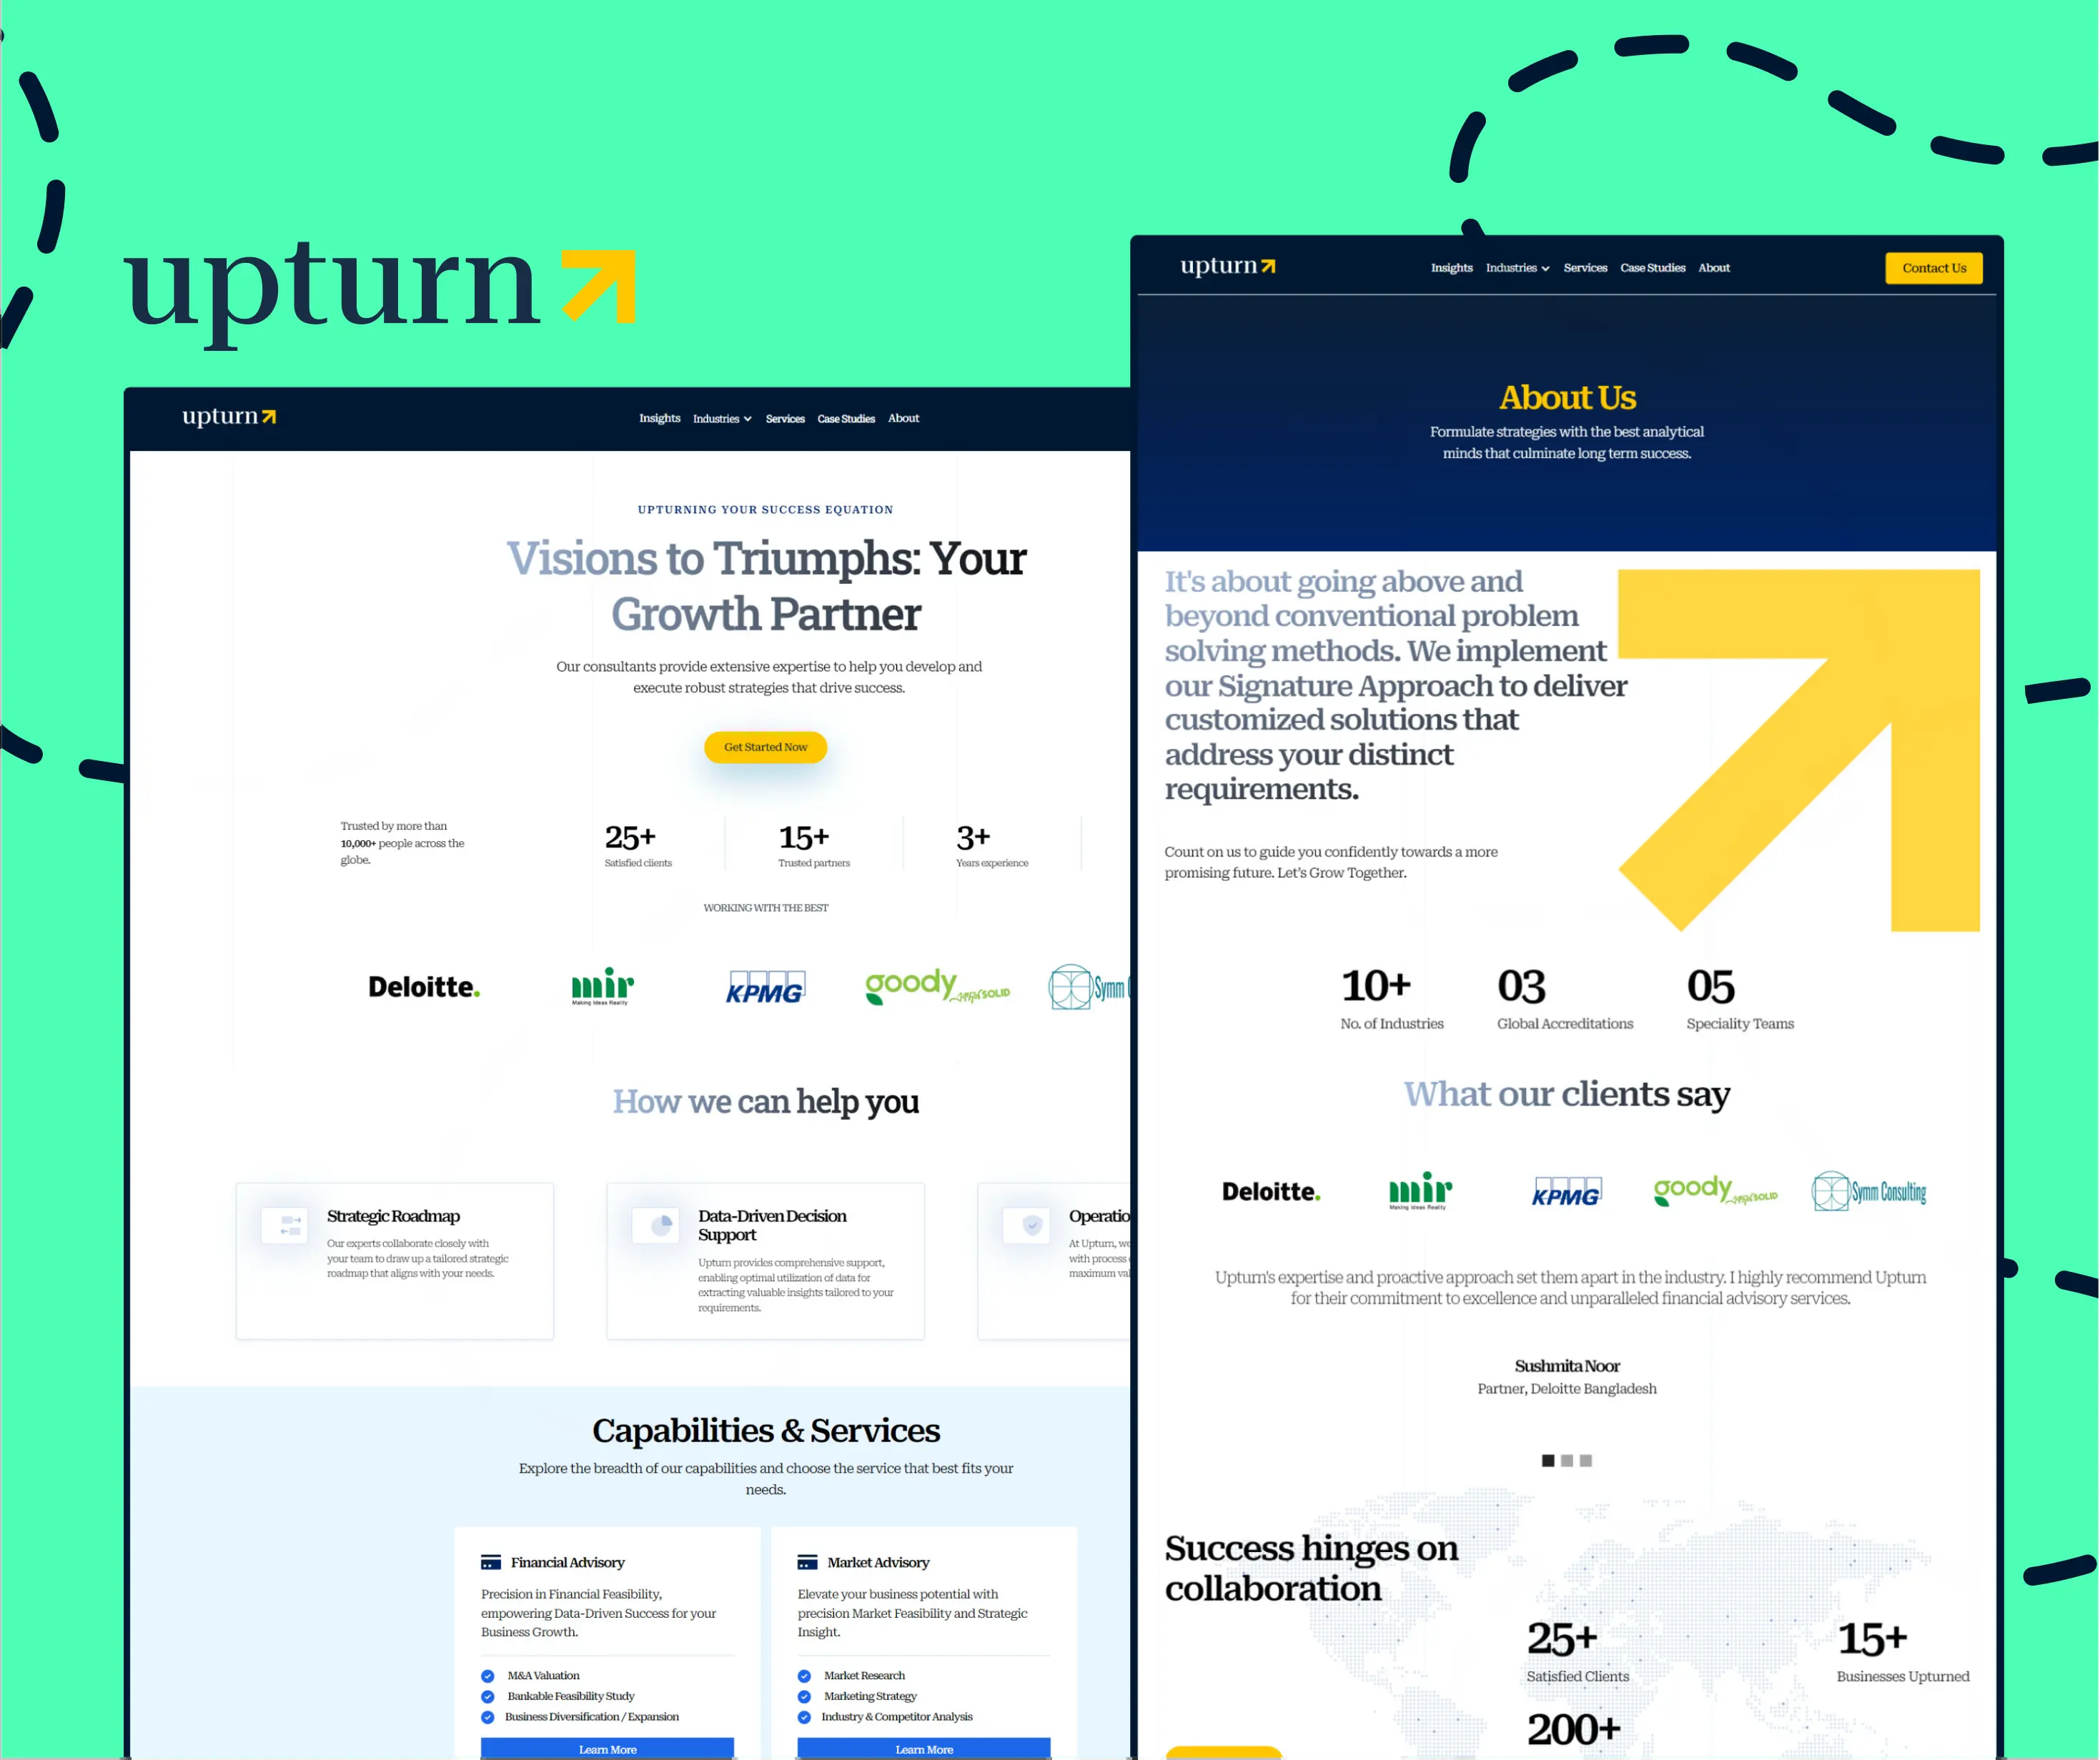 upturn
upturn
Insights Industries Services Case Studies About
UPTURNING YOUR SUCCESS EQUATION
Visions to Triumphs: Your
Growth Partner
Our consultants provide extensive expertise to help you develop and
execute robust strategies that drive success.
Get Started Now
Trusted by more than
10,000+ people across the
globe.
25+
Satisfied clients
15+
Trusted partners
3+
Years experience
WORKING WITH THE BEST
Deloitte.
mir
Making Ideas Reality
KPMG
goody
SOLID
Symm
How we can help you
Strategic Roadmap
Our experts collaborate closely with
your team to draw up a tailored strategic
roadmap that aligns with your needs.
Data-Driven Decision
Support
Upturn provides comprehensive support,
enabling optimal utilization of data for
extracting valuable insights tailored to your
requirements.
Operatio
At Upturn, we
with process
maximum val
Capabilities & Services
Explore the breadth of our capabilities and choose the service that best fits your
needs.
Financial Advisory
Precision in Financial Feasibility,
empowering Data-Driven Success for your
Business Growth.
M&A Valuation
Bankable Feasibility Study
Business Diversification / Expansion
Learn More
Market Advisory
Elevate your business potential with
precision Market Feasibility and Strategic
Insight.
Market Research
Marketing Strategy
Industry & Competitor Analysis
Learn More
upturn
Insights Industries Services Case Studies About
Contact Us
About Us
Formulate strategies with the best analytical
minds that culminate long term success.
It's about going above and
beyond conventional problem
solving methods. We implement
our Signature Approach to deliver
customized solutions that
address your distinct
requirements.
Count on us to guide you confidently towards a more
promising future. Let's Grow Together.
10+
No. of Industries
03
Global Accreditations
05
Speciality Teams
What our clients say
Deloitte.
mir
Making Ideas Reality
KPMG
goody
SOLID
Symm Consulting
Upturn's expertise and proactive approach set them apart in the industry. I highly recommend Upturn
for their commitment to excellence and unparalleled financial advisory services.
Sushmita Noor
Partner, Deloitte Bangladesh
Success hinges on
collaboration
25+
Satisfied Clients
15+
Businesses Upturned
200+